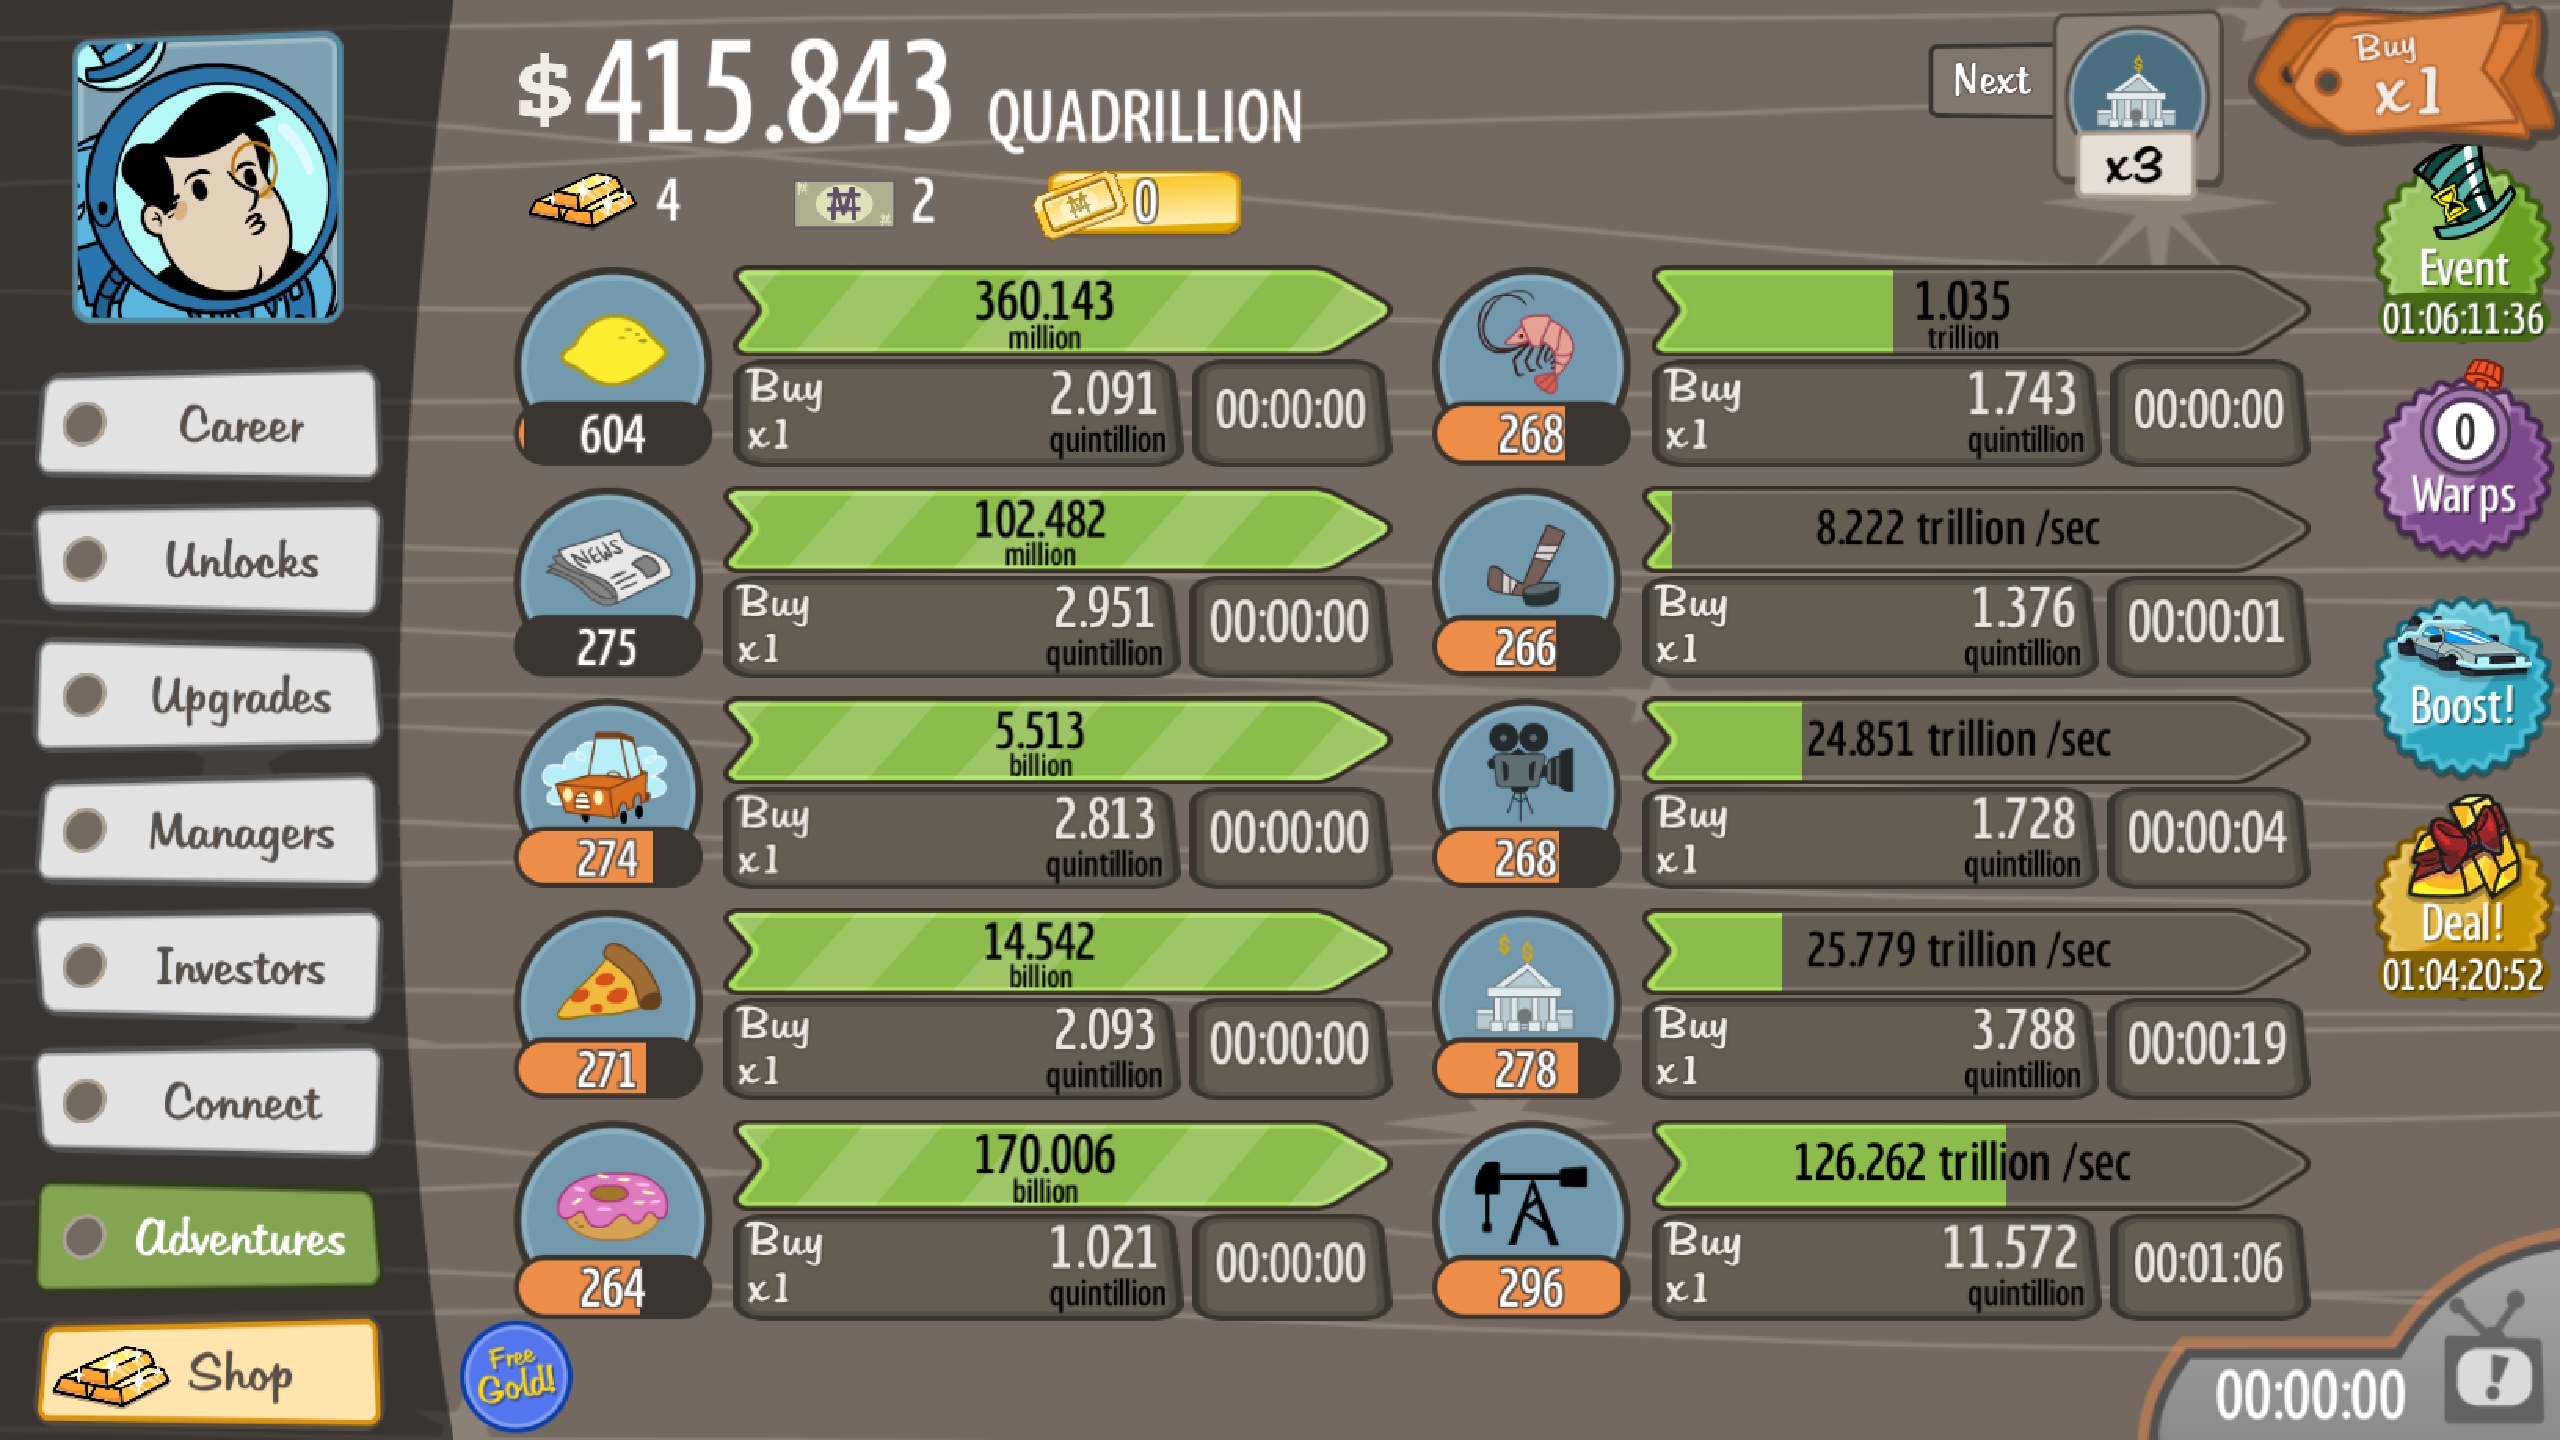 $415.843 QUADRILLION
4
2
0
Next
x3
Buy
x1
Career
Unlocks
Upgrades
Managers
Investors
Connect
Adventures
Shop
Free
Gold!
604
360.143
million
Buy
x1
2.091
quintillion
00:00:00
NEWS
275
102.482
million
Buy
x1
2.951
quintillion
00:00:00
274
5.513
billion
Buy
x1
2.813
quintillion
00:00:00
271
14.542
billion
Buy
x1
2.093
quintillion
00:00:00
264
170.006
billion
Buy
x1
1.021
quintillion
00:00:00
268
1.035
trillion
Buy
x1
1.743
quintillion
00:00:00
266
8.222 trillion /sec
Buy
x1
1.376
quintillion
00:00:01
268
24.851 trillion /sec
Buy
x1
1.728
quintillion
00:00:04
278
25.779 trillion /sec
Buy
x1
3.788
quintillion
00:00:19
296
126.262 trillion /sec
Buy
x1
11.572
quintillion
00:01:06
Event
01:06:11:36
0
Warps
Boost!
Deal!
01:04:20:52
00:00:00
!